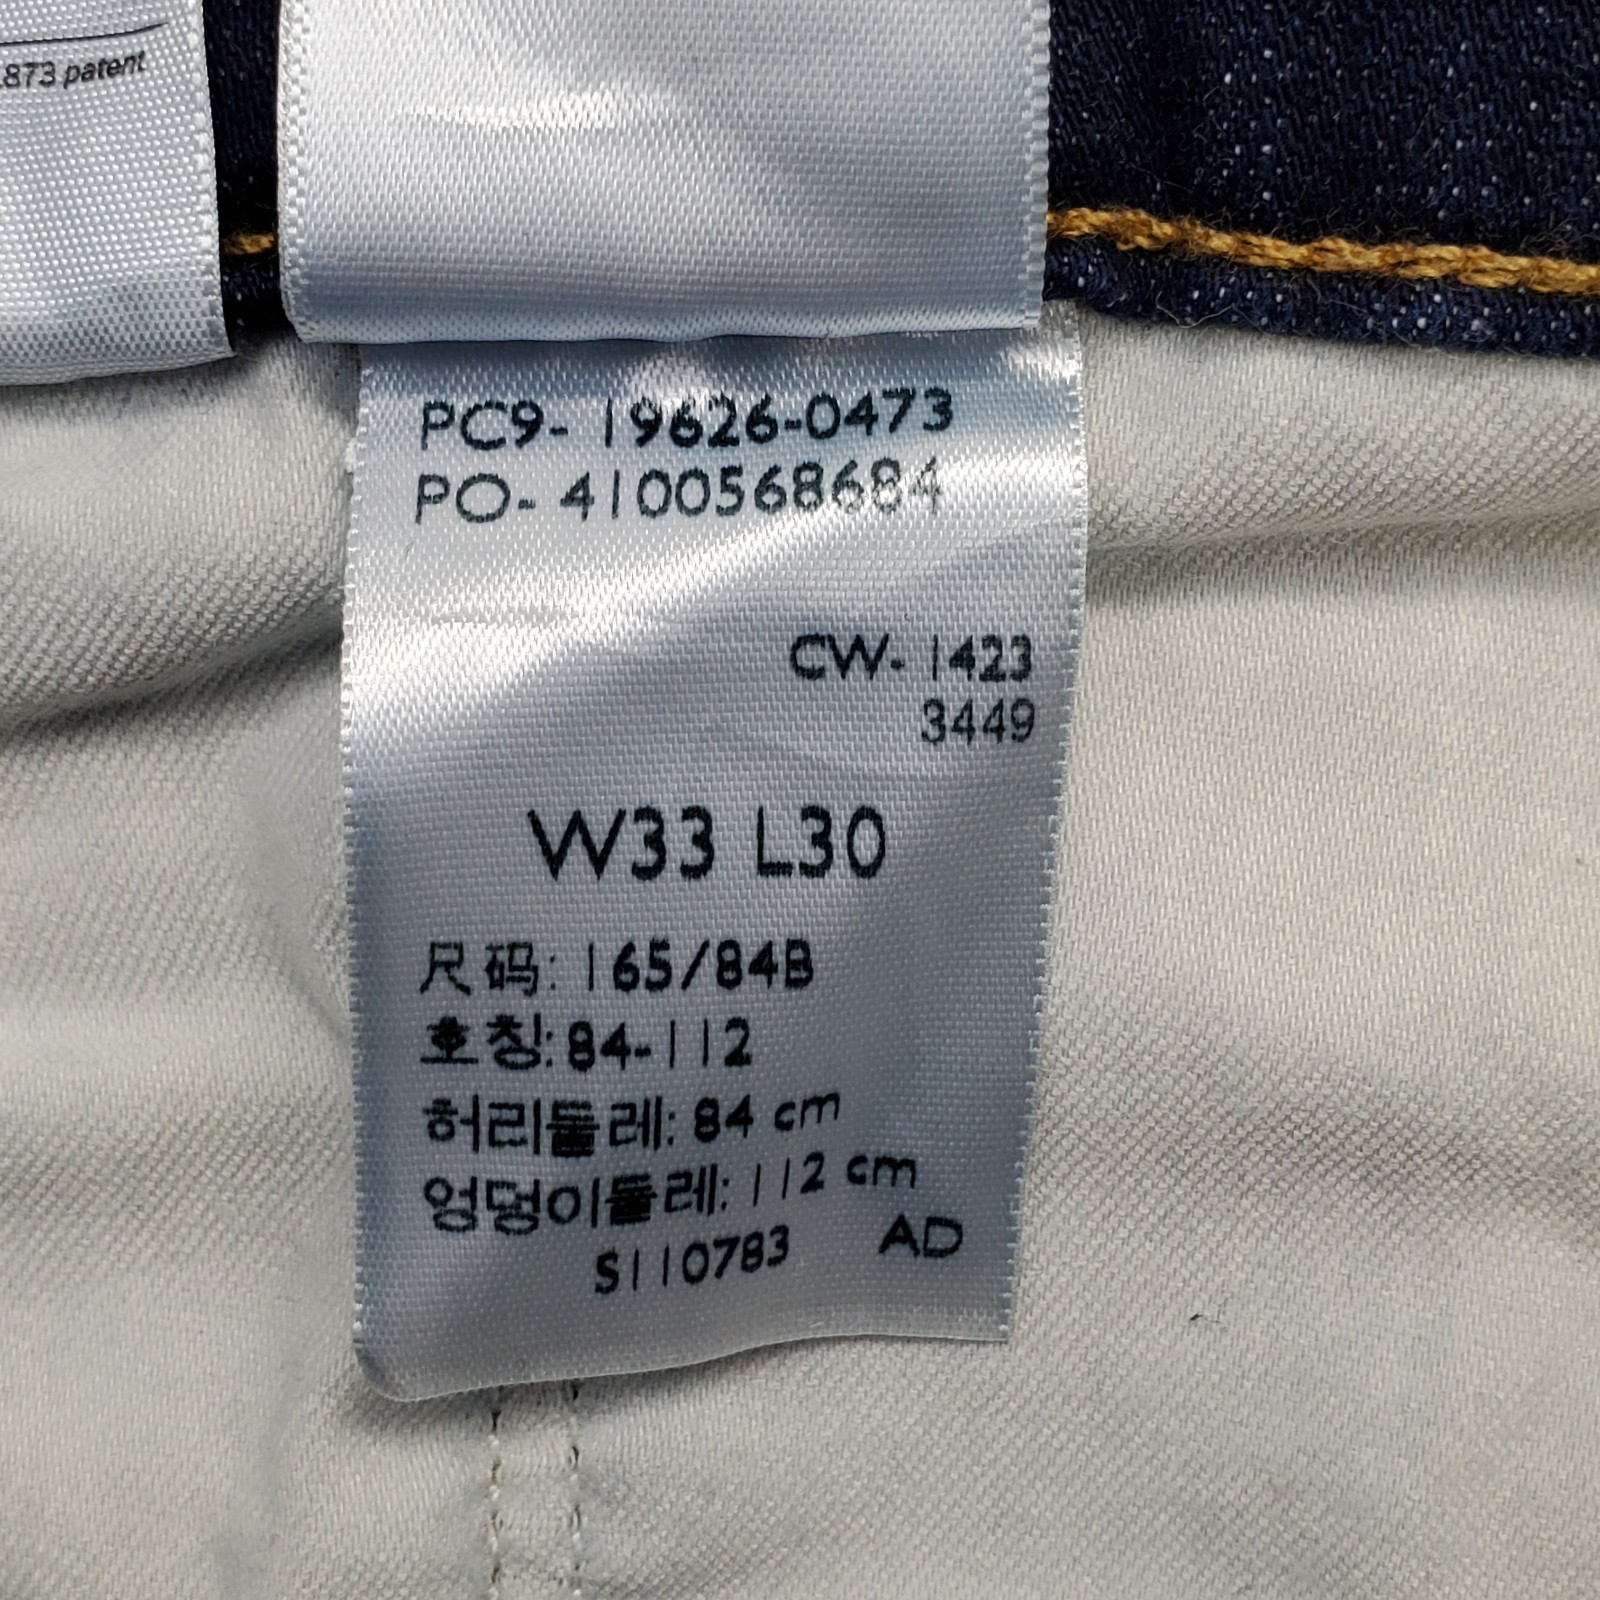 873 patent
PC9- 19626-0473
PO- 4100568684
CW- 1423
3449
W33 L30
尺码: 165/84B
호칭: 84-112
허리둘레: 84 cm
엉덩이둘레: 112 cm
S110783 AD